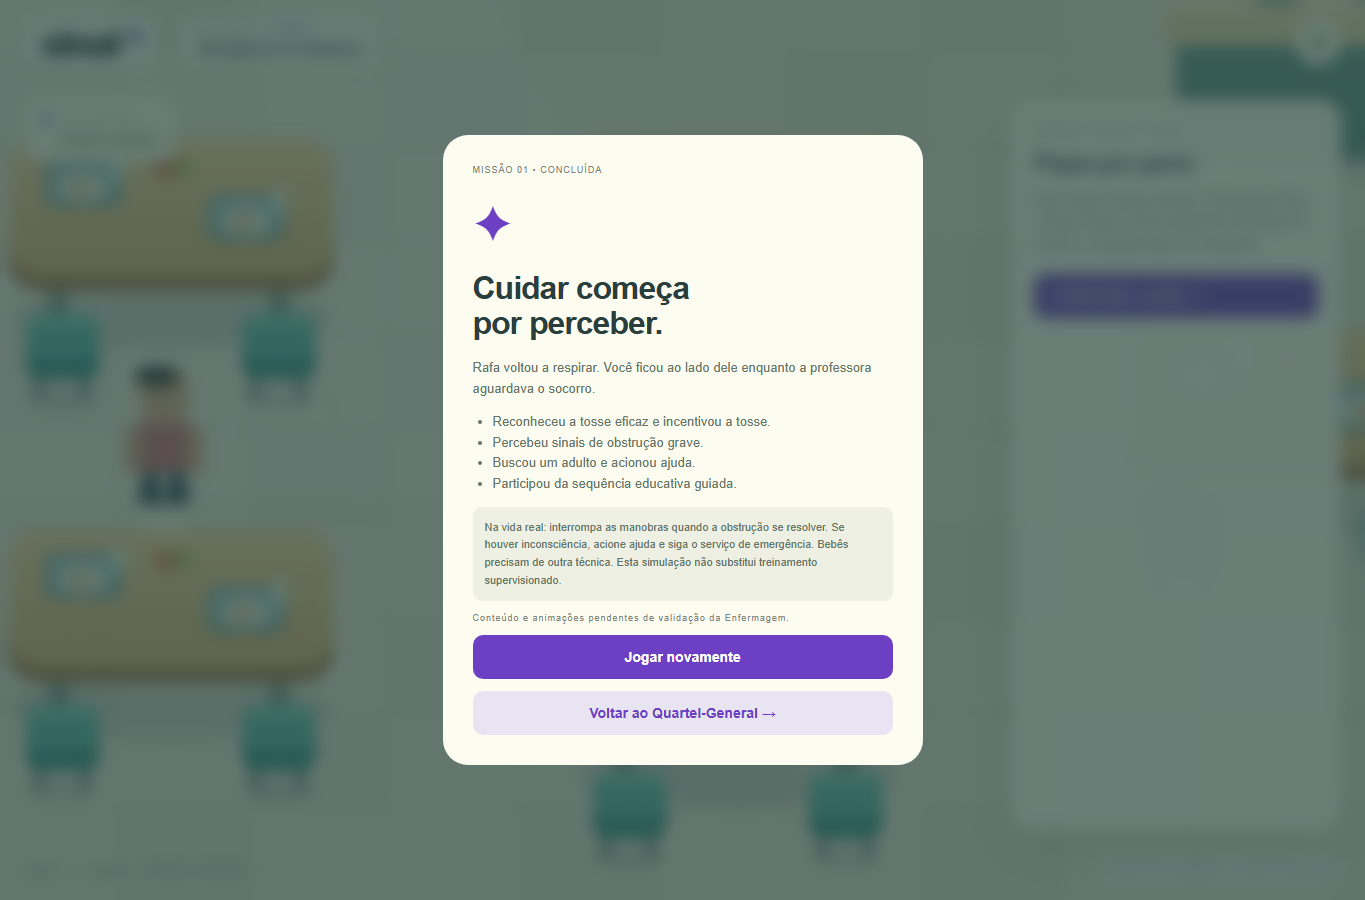 MISSÃO 01 • CONCLUÍDA
Cuidar começa
por perceber.
Rafa voltou a respirar. Você ficou ao lado dele enquanto a professora
aguardava o socorro.
• Reconheceu a tosse eficaz e incentivou a tosse.
• Percebeu sinais de obstrução grave.
• Buscou um adulto e acionou ajuda.
• Participou da sequência educativa guiada.
Na vida real: interrompa as manobras quando a obstrução se resolver. Se
houver inconsciência, acione ajuda e siga o serviço de emergência. Bebês
precisam de outra técnica. Esta simulação não substitui treinamento
supervisionado.
Conteúdo e animações pendentes de validação da Enfermagem.
Jogar novamente
Voltar ao Quartel-General →